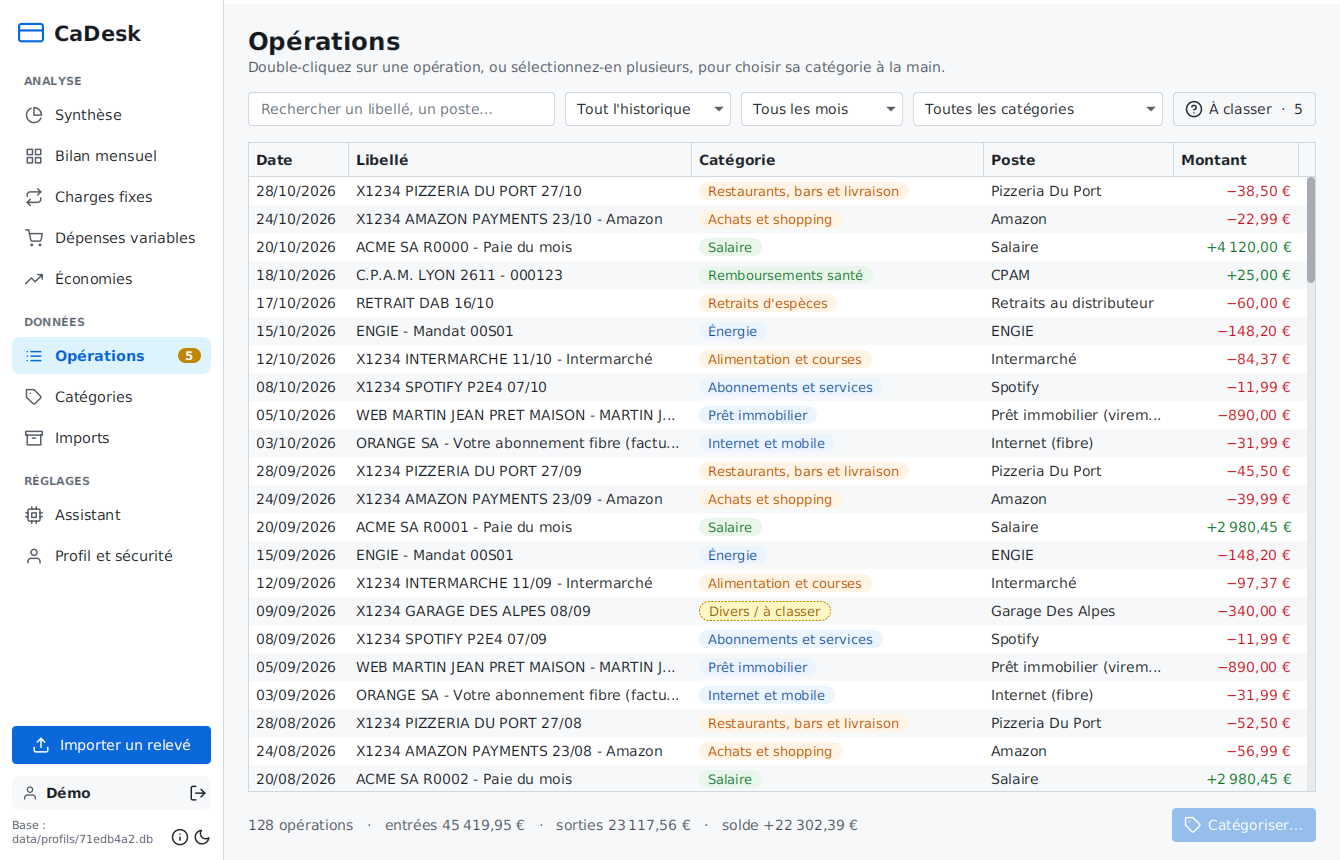 CaDesk
ANALYSE
Synthèse
Bilan mensuel
Charges fixes
Dépenses variables
Économies
DONNÉES
Opérations 5
Catégories
Imports
RÉGLAGES
Assistant
Profil et sécurité
Importer un relevé
Démo
Base :
data/profils/71edb4a2.db
Opérations
Double-cliquez sur une opération, ou sélectionnez-en plusieurs, pour choisir sa catégorie à la main.
Rechercher un libellé, un poste... Tout l'historique Tous les mois Toutes les catégories À classer · 5
Date Libellé Catégorie Poste Montant
28/10/2026 X1234 PIZZERIA DU PORT 27/10 Restaurants, bars et livraison Pizzeria Du Port −38,50 €
24/10/2026 X1234 AMAZON PAYMENTS 23/10 - Amazon Achats et shopping Amazon −22,99 €
20/10/2026 ACME SA R0000 - Paie du mois Salaire Salaire +4 120,00 €
18/10/2026 C.P.A.M. LYON 2611 - 000123 Remboursements santé CPAM +25,00 €
17/10/2026 RETRAIT DAB 16/10 Retraits d'espèces Retraits au distributeur −60,00 €
15/10/2026 ENGIE - Mandat 00S01 Énergie ENGIE −148,20 €
12/10/2026 X1234 INTERMARCHE 11/10 - Intermarché Alimentation et courses Intermarché −84,37 €
08/10/2026 X1234 SPOTIFY P2E4 07/10 Abonnements et services Spotify −11,99 €
05/10/2026 WEB MARTIN JEAN PRET MAISON - MARTIN J... Prêt immobilier Prêt immobilier (virem... −890,00 €
03/10/2026 ORANGE SA - Votre abonnement fibre (factu... Internet et mobile Internet (fibre) −31,99 €
28/09/2026 X1234 PIZZERIA DU PORT 27/09 Restaurants, bars et livraison Pizzeria Du Port −45,50 €
24/09/2026 X1234 AMAZON PAYMENTS 23/09 - Amazon Achats et shopping Amazon −39,99 €
20/09/2026 ACME SA R0001 - Paie du mois Salaire Salaire +2 980,45 €
15/09/2026 ENGIE - Mandat 00S01 Énergie ENGIE −148,20 €
12/09/2026 X1234 INTERMARCHE 11/09 - Intermarché Alimentation et courses Intermarché −97,37 €
09/09/2026 X1234 GARAGE DES ALPES 08/09 Divers / à classer Garage Des Alpes −340,00 €
08/09/2026 X1234 SPOTIFY P2E4 07/09 Abonnements et services Spotify −11,99 €
05/09/2026 WEB MARTIN JEAN PRET MAISON - MARTIN J... Prêt immobilier Prêt immobilier (virem... −890,00 €
03/09/2026 ORANGE SA - Votre abonnement fibre (factu... Internet et mobile Internet (fibre) −31,99 €
28/08/2026 X1234 PIZZERIA DU PORT 27/08 Restaurants, bars et livraison Pizzeria Du Port −52,50 €
24/08/2026 X1234 AMAZON PAYMENTS 23/08 - Amazon Achats et shopping Amazon −56,99 €
20/08/2026 ACME SA R0002 - Paie du mois Salaire Salaire +2 980,45 €
128 opérations · entrées 45 419,95 € · sorties 23 117,56 € · solde +22 302,39 €
Catégoriser...